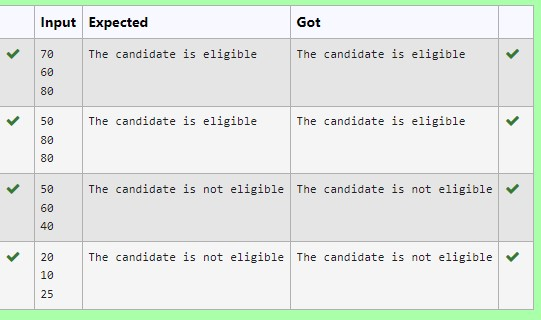 Input Expected Got
70 The candidate is eligible The candidate is eligible
60
80
50 The candidate is eligible The candidate is eligible
80
80
50 The candidate is not eligible The candidate is not eligible
60
40
20 The candidate is not eligible The candidate is not eligible
10
25